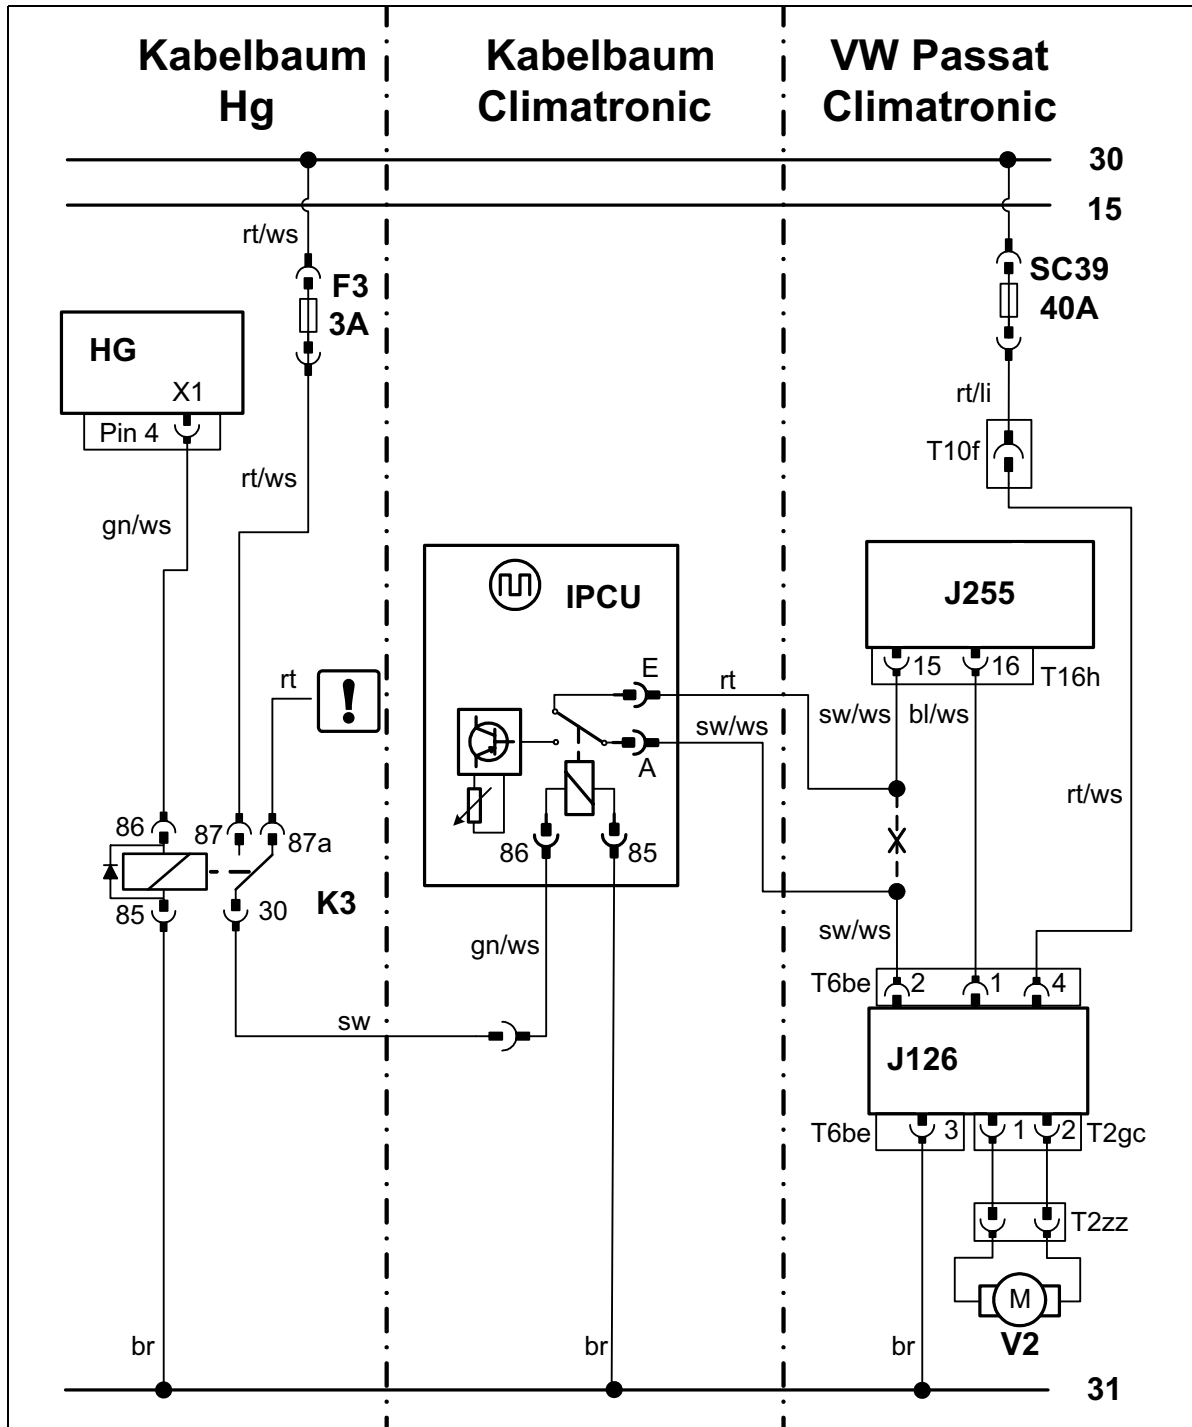 Kabelbaum
Hg
Kabelbaum
Climatronic
VW Passat
Climatronic
30
15
rt/ws
F3
3A
SC39
40A
HG
X1
Pin 4
rt/li
T10f
rt/ws
gn/ws
IPCU
J255
15
16
T16h
E
rt
rt
sw/ws
bl/ws
sw/ws
A
rt/ws
86
87
87a
86
85
85
30
K3
gn/ws
sw/ws
T6be
2
1
4
sw
J126
T6be
3
1
2
T2gc
T2zz
M
V2
br
br
br
31